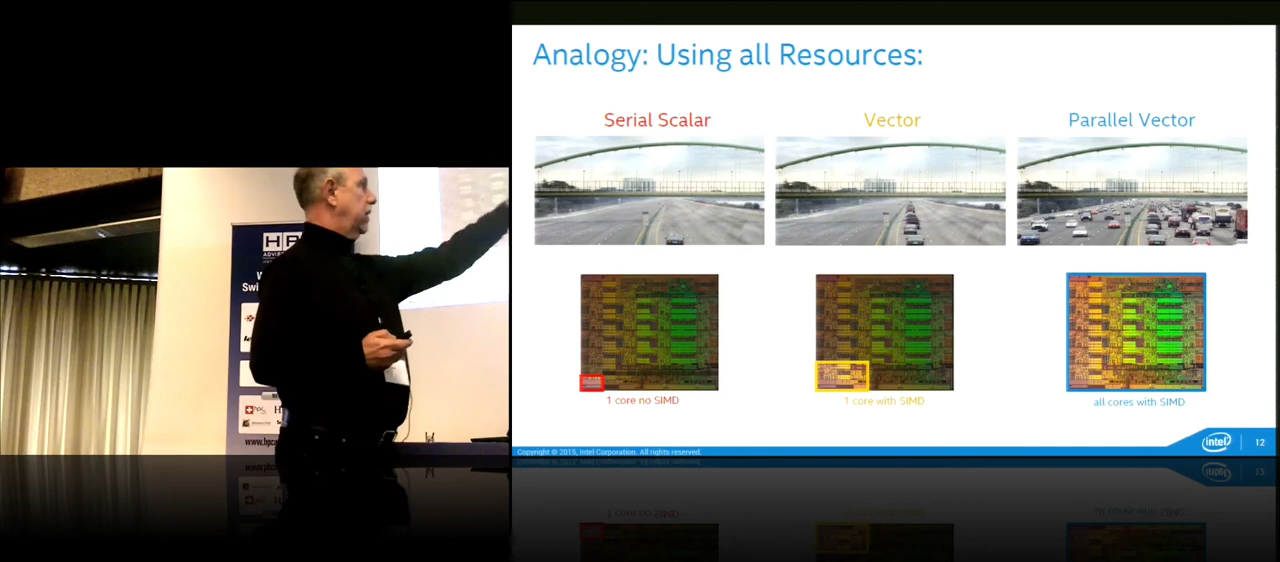 Analogy: Using all Resources:
Serial Scalar
Vector
Parallel Vector
1 core no SIMD
1 core with SIMD
all cores with SIMD
Copyright © 2015, Intel Corporation. All rights reserved.
intel
12